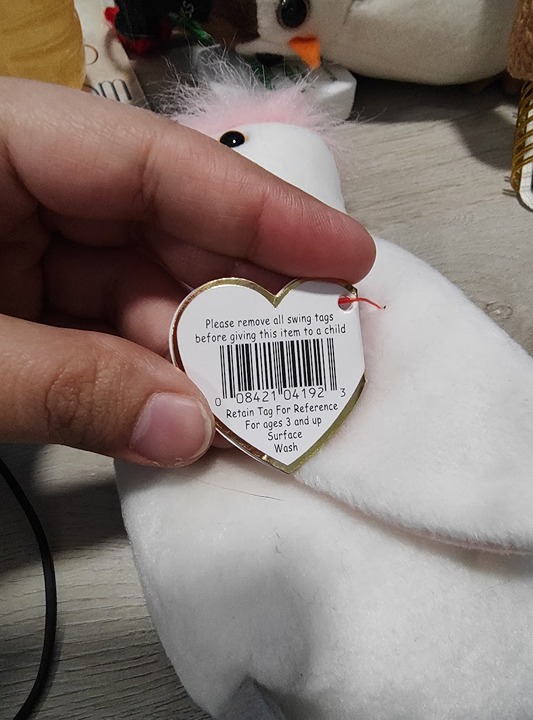 om
Please remove all swing tags
before giving this item to a child
0 08421 04192 3
Retain Tag For Reference
For ages 3 and up
Surface
Wash